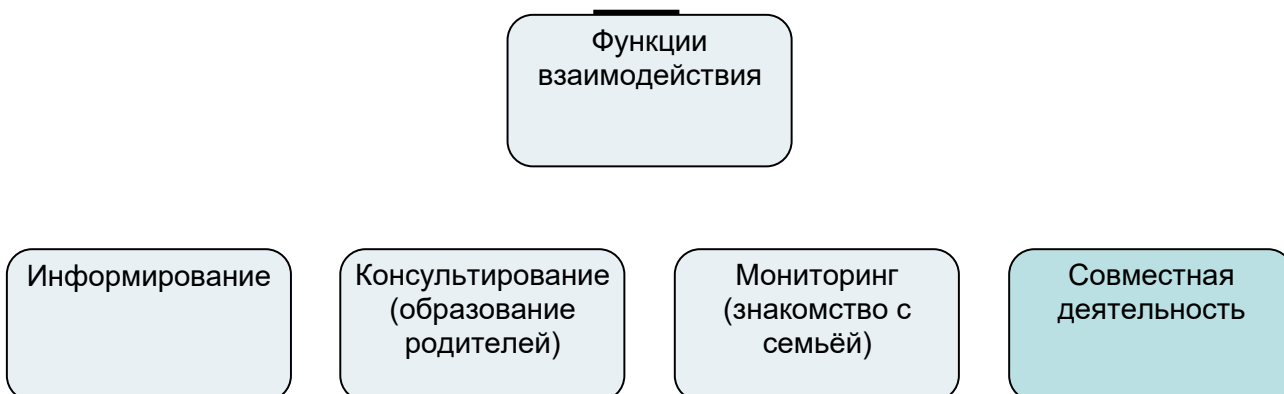 Функции
взаимодействия
Информирование
Консультирование
(образование
родителей)
Мониторинг
(знакомство с
семьёй)
Совместная
деятельность